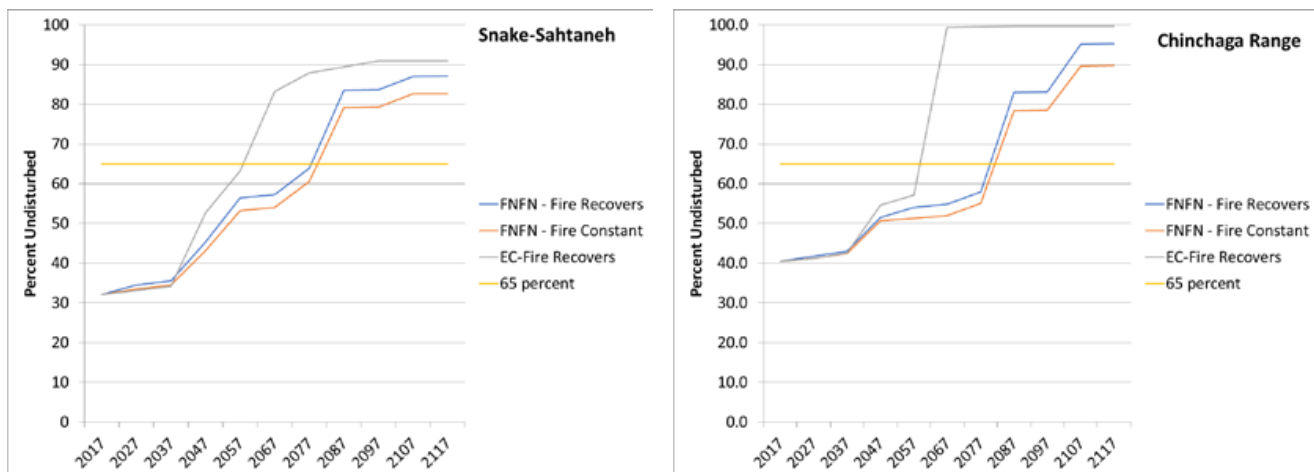 Snake-Sahtaneh
Percent Undisturbed
100
90
80
70
60
50
40
30
20
10
0
2017 2027 2037 2047 2057 2067 2077 2087 2097 2107 2117
FNFN - Fire Recovers
FNFN - Fire Constant
EC-Fire Recovers
65 percent
Chinchaga Range
Percent Undisturbed
100.0
90.0
80.0
70.0
60.0
50.0
40.0
30.0
20.0
10.0
0.0
2017 2027 2037 2047 2057 2067 2077 2087 2097 2107 2117
FNFN - Fire Recovers
FNFN - Fire Constant
EC-Fire Recovers
65 percent